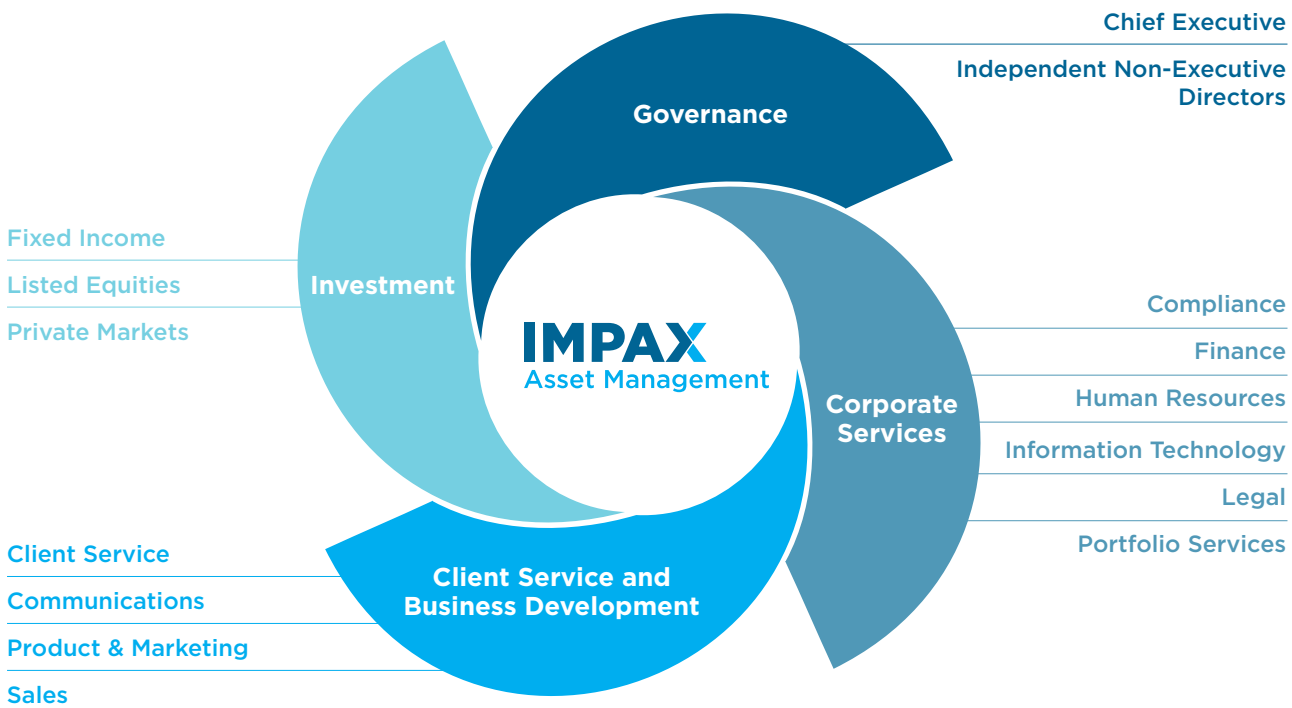 Chief Executive
Independent Non-Executive
Directors
Governance
Fixed Income
Listed Equities
Private Markets
Investment
IMPAX
Asset Management
Corporate
Services
Compliance
Finance
Human Resources
Information Technology
Legal
Portfolio Services
Client Service
Communications
Product & Marketing
Sales
Client Service and
Business Development